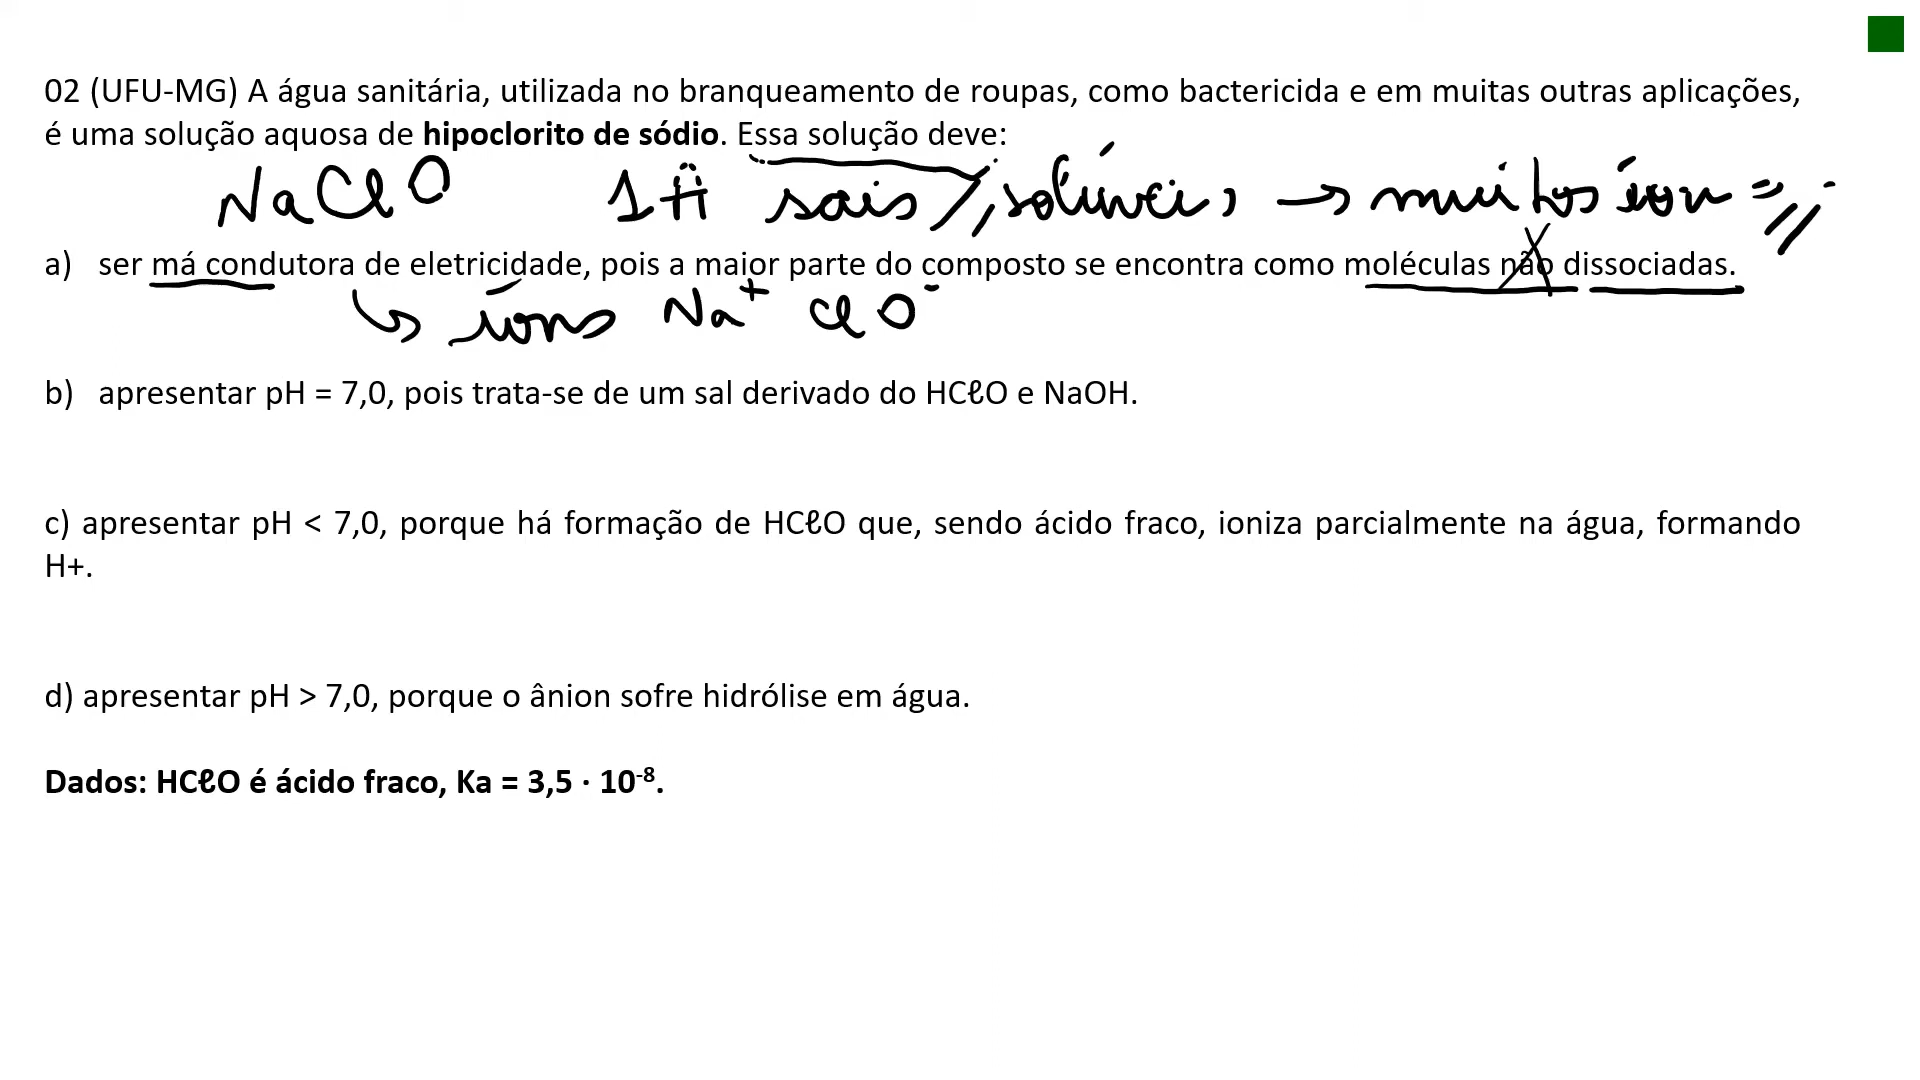 02 (UFU-MG) A água sanitária, utilizada no branqueamento de roupas, como bactericida e em muitas outras aplicações,
é uma solução aquosa de hipoclorito de sódio. Essa solução deve:
NaClO sais solúveis → muitos íon
a) ser má condutora de eletricidade, pois a maior parte do composto se encontra como moléculas não dissociadas.
↳ íons Na⁺ ClO⁻
b) apresentar pH = 7,0, pois trata-se de um sal derivado do HCℓO e NaOH.
c) apresentar pH < 7,0, porque há formação de HCℓO que, sendo ácido fraco, ioniza parcialmente na água, formando
H+.
d) apresentar pH > 7,0, porque o ânion sofre hidrólise em água.
Dados: HCℓO é ácido fraco, Ka = 3,5 · 10⁻⁸.